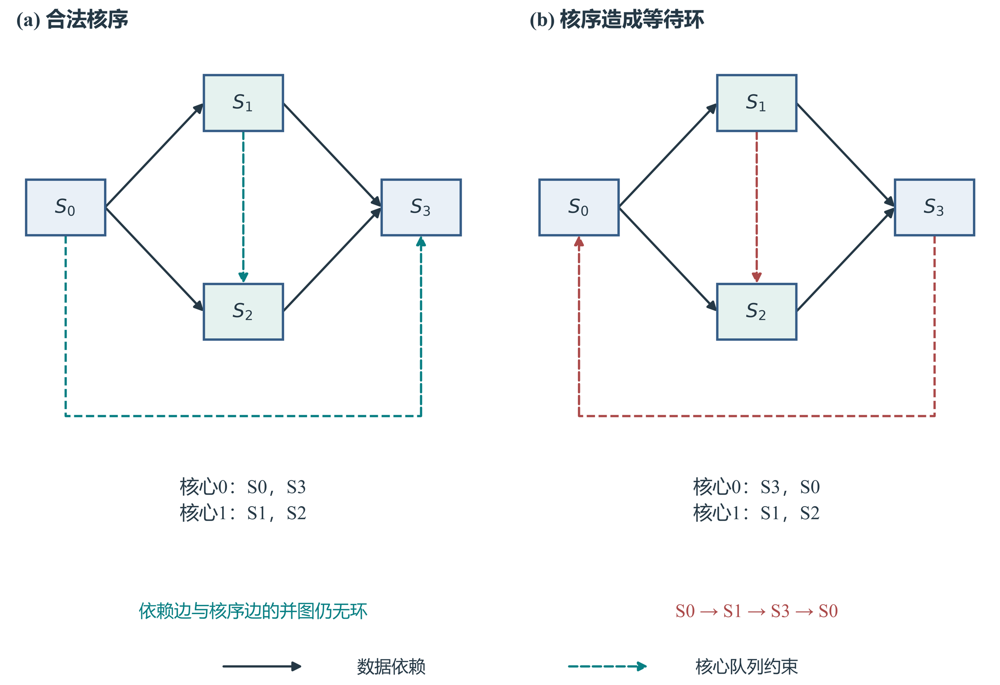 (a) 合法核序
S1
S0
S3
S2
核心0：S0，S3
核心1：S1，S2
依赖边与核序边的并图仍无环
(b) 核序造成等待环
S1
S0
S3
S2
核心0：S3，S0
核心1：S1，S2
S0 → S1 → S3 → S0
数据依赖
核心队列约束